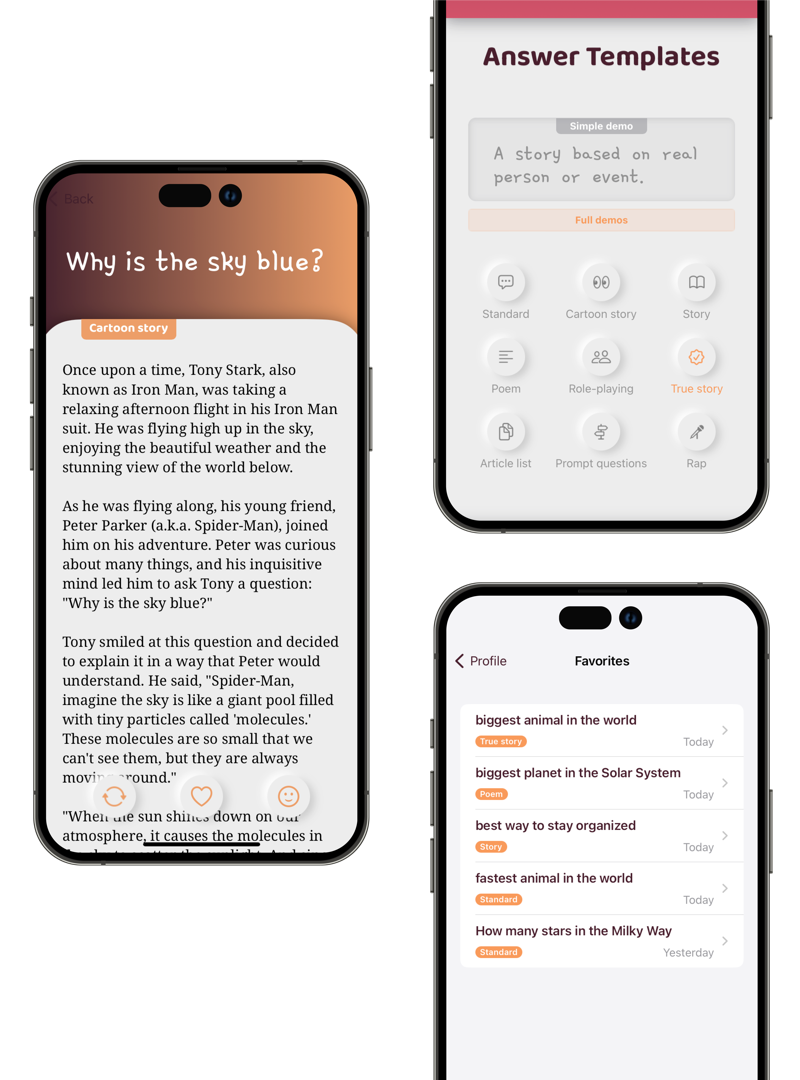 Back
Why is the sky blue?
Cartoon story
Once upon a time, Tony Stark, also
known as Iron Man, was taking a
relaxing afternoon flight in his Iron Man
suit. He was flying high up in the sky,
enjoying the beautiful weather and the
stunning view of the world below.
As he was flying along, his young friend,
Peter Parker (a.k.a. Spider-Man), joined
him on his adventure. Peter was curious
about many things, and his inquisitive
mind led him to ask Tony a question:
"Why is the sky blue?"
Tony smiled at this question and decided
to explain it in a way that Peter would
understand. He said, "Spider-Man,
imagine the sky is like a giant pool filled
with tiny particles called 'molecules.'
These molecules are so small that we
can't see them, but they are always
moving around."
"When the sun shines down on our
atmosphere, it causes the molecules in
Answer Templates
Simple demo
A story based on real
person or event.
Full demos
Standard
Cartoon story
Story
Poem
Role-playing
True story
Article list
Prompt questions
Rap
Profile
Favorites
biggest animal in the world
True story
Today
biggest planet in the Solar System
Poem
Today
best way to stay organized
Story
Today
fastest animal in the world
Standard
Today
How many stars in the Milky Way
Standard
Yesterday